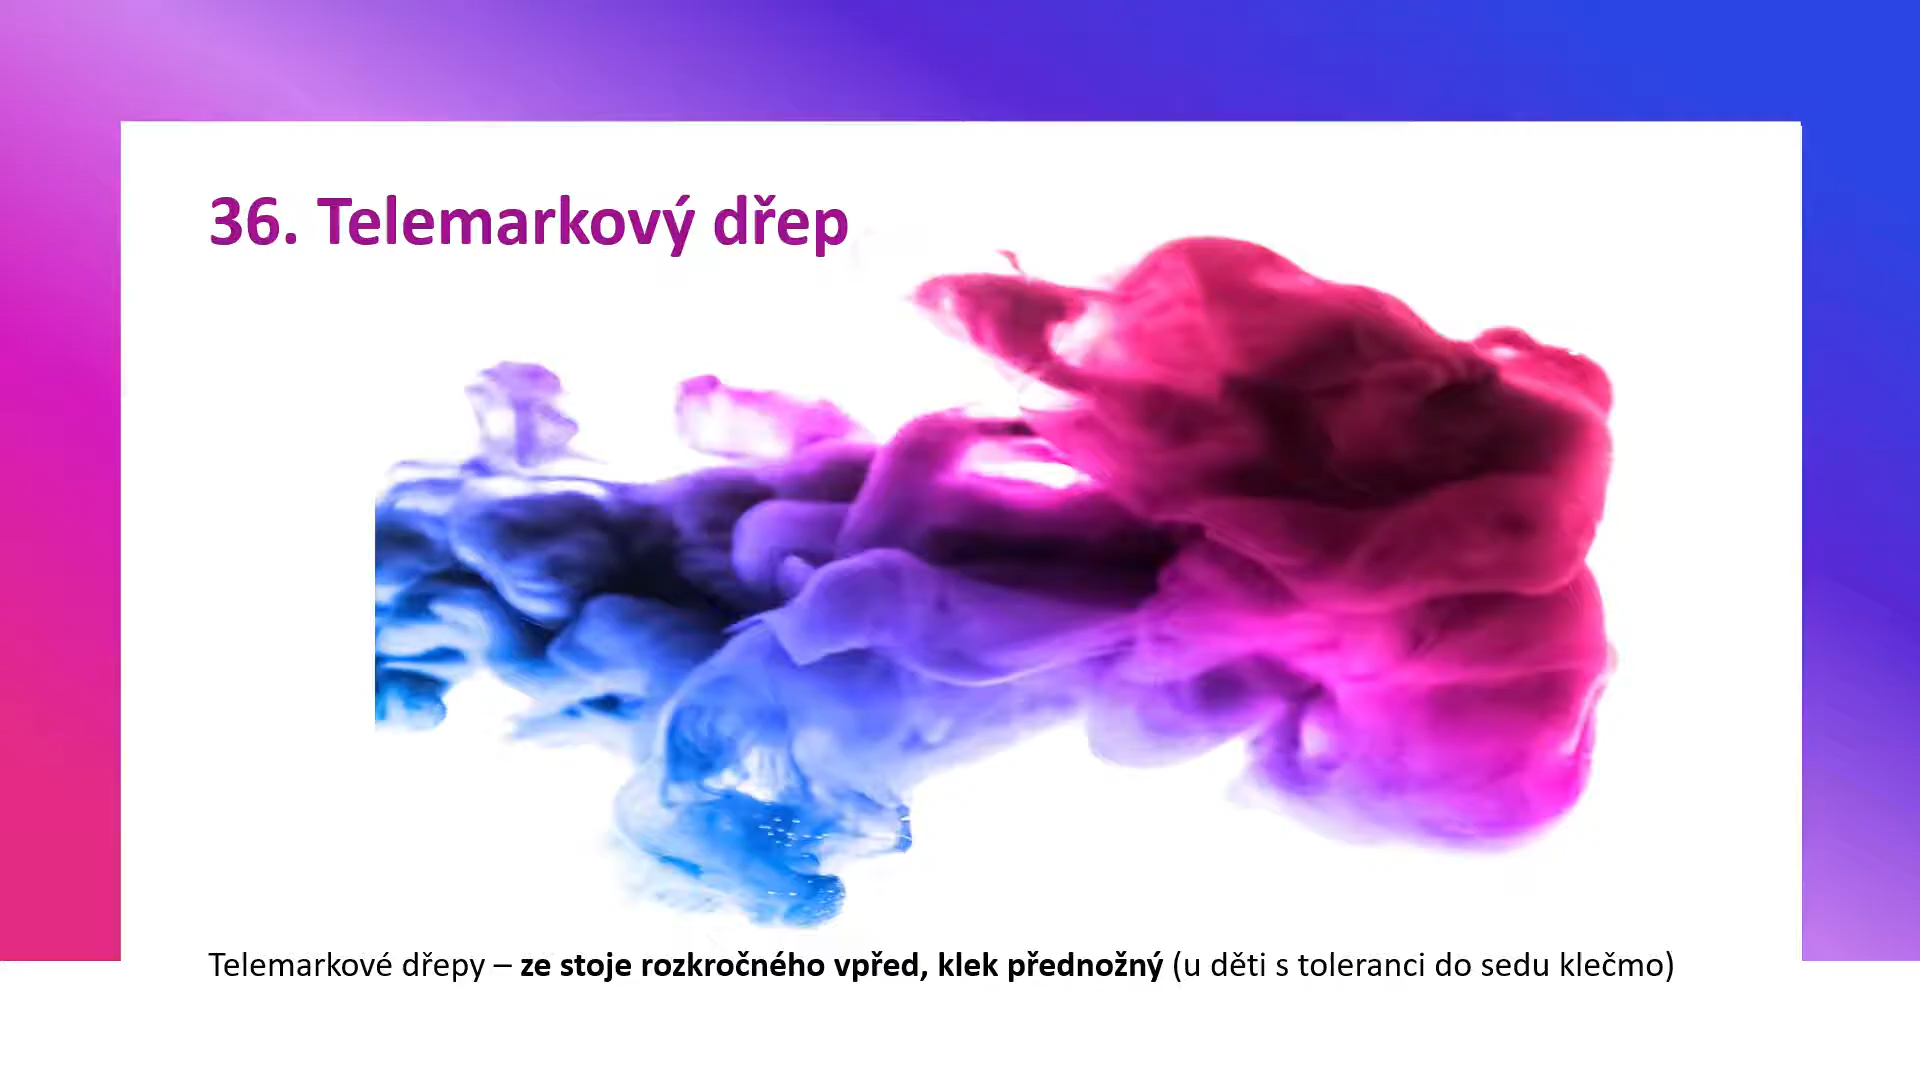 36. Telemarkový dřep
Telemarkové dřepy – ze stoje rozkročného vpřed, klek přednožný (u děti s toleranci do sedu klečmo)